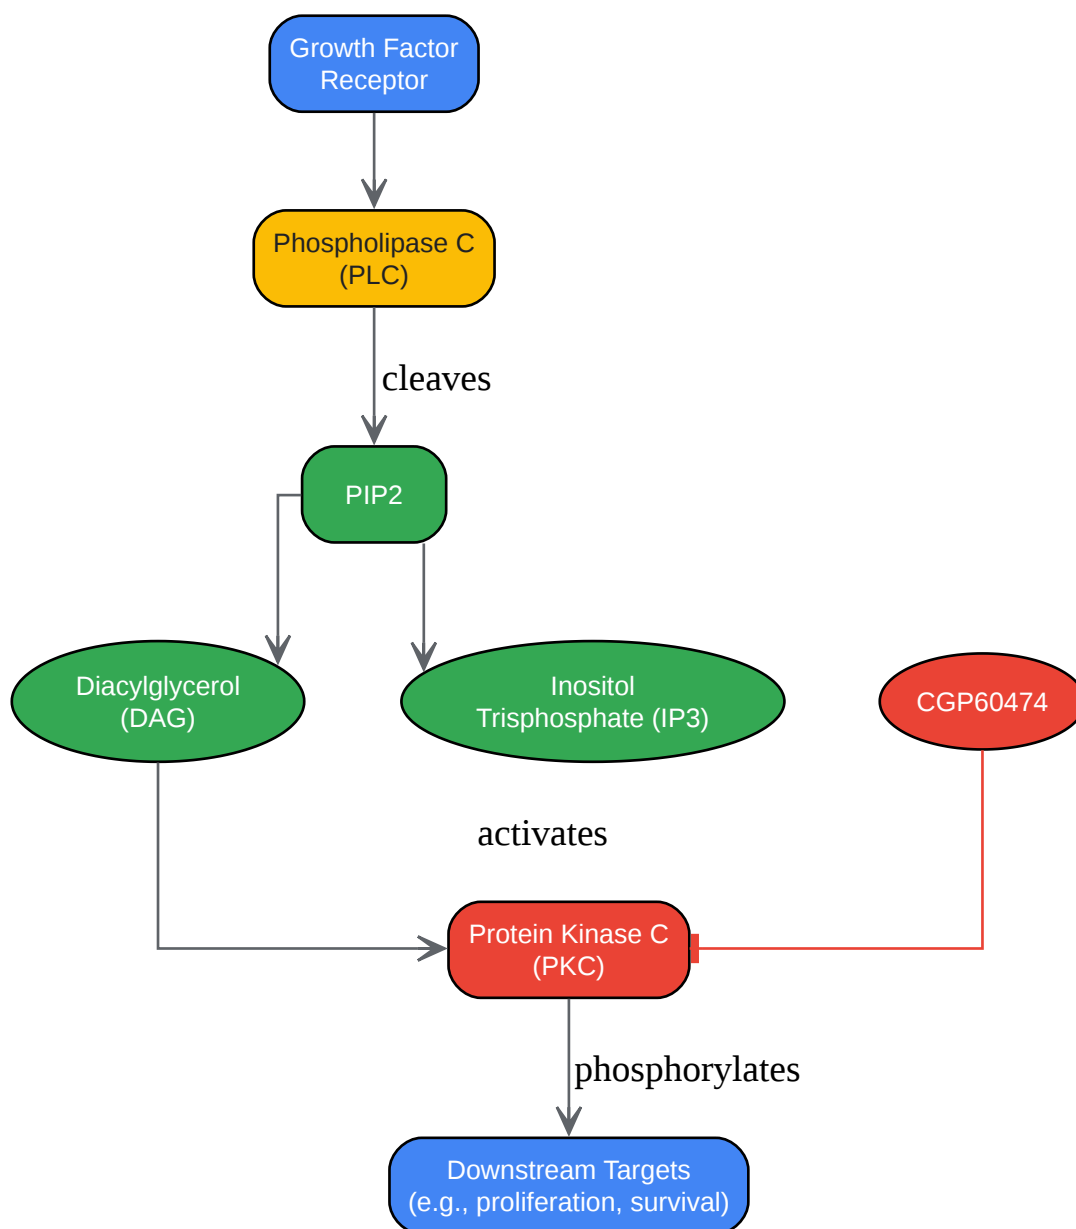 Growth Factor
Receptor
Phospholipase C
(PLC)
cleaves
PIP2
Diacylglycerol
(DAG)
Inositol
Trisphosphate (IP3)
CGP60474
activates
Protein Kinase C
(PKC)
phosphorylates
Downstream Targets
(e.g., proliferation, survival)